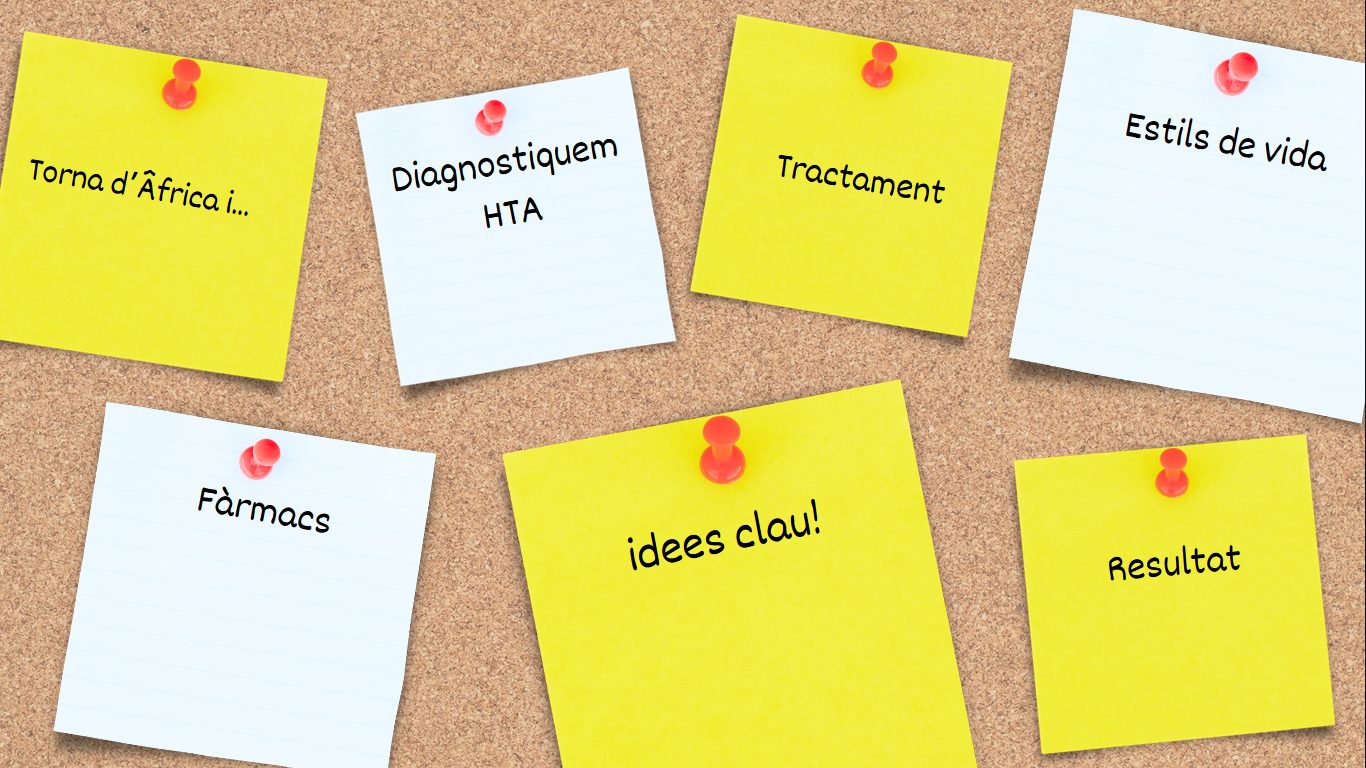 Torna d'Âfrica i...
Diagnostiquem
HTA
Tractament
Estils de vida
Fàrmacs
idees clau!
Resultat